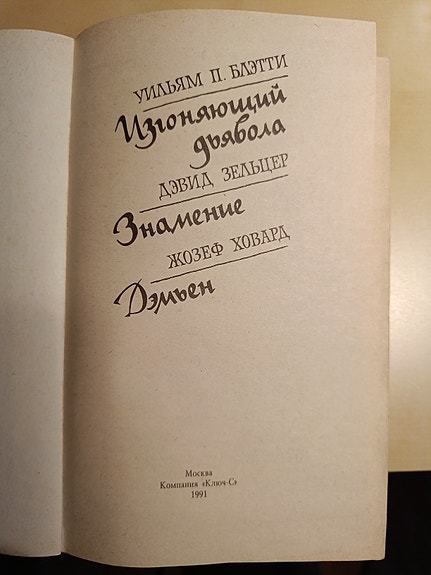 УИЛЬЯМ П. БЛЭТТИ
Изгоняющий
дьявола
ДЭВИД ЗЕЛЬЦЕР
Знамение
ЖОЗЕФ ХОВАРД
Дэмьен
Москва
Компания «Ключ-С»
1991